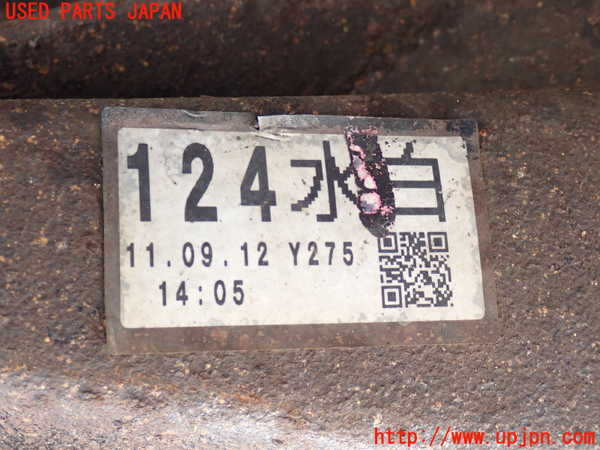 USED PARTS JAPAN
124水白
11.09.12 Y275
14:05
http://www.upjpn.com